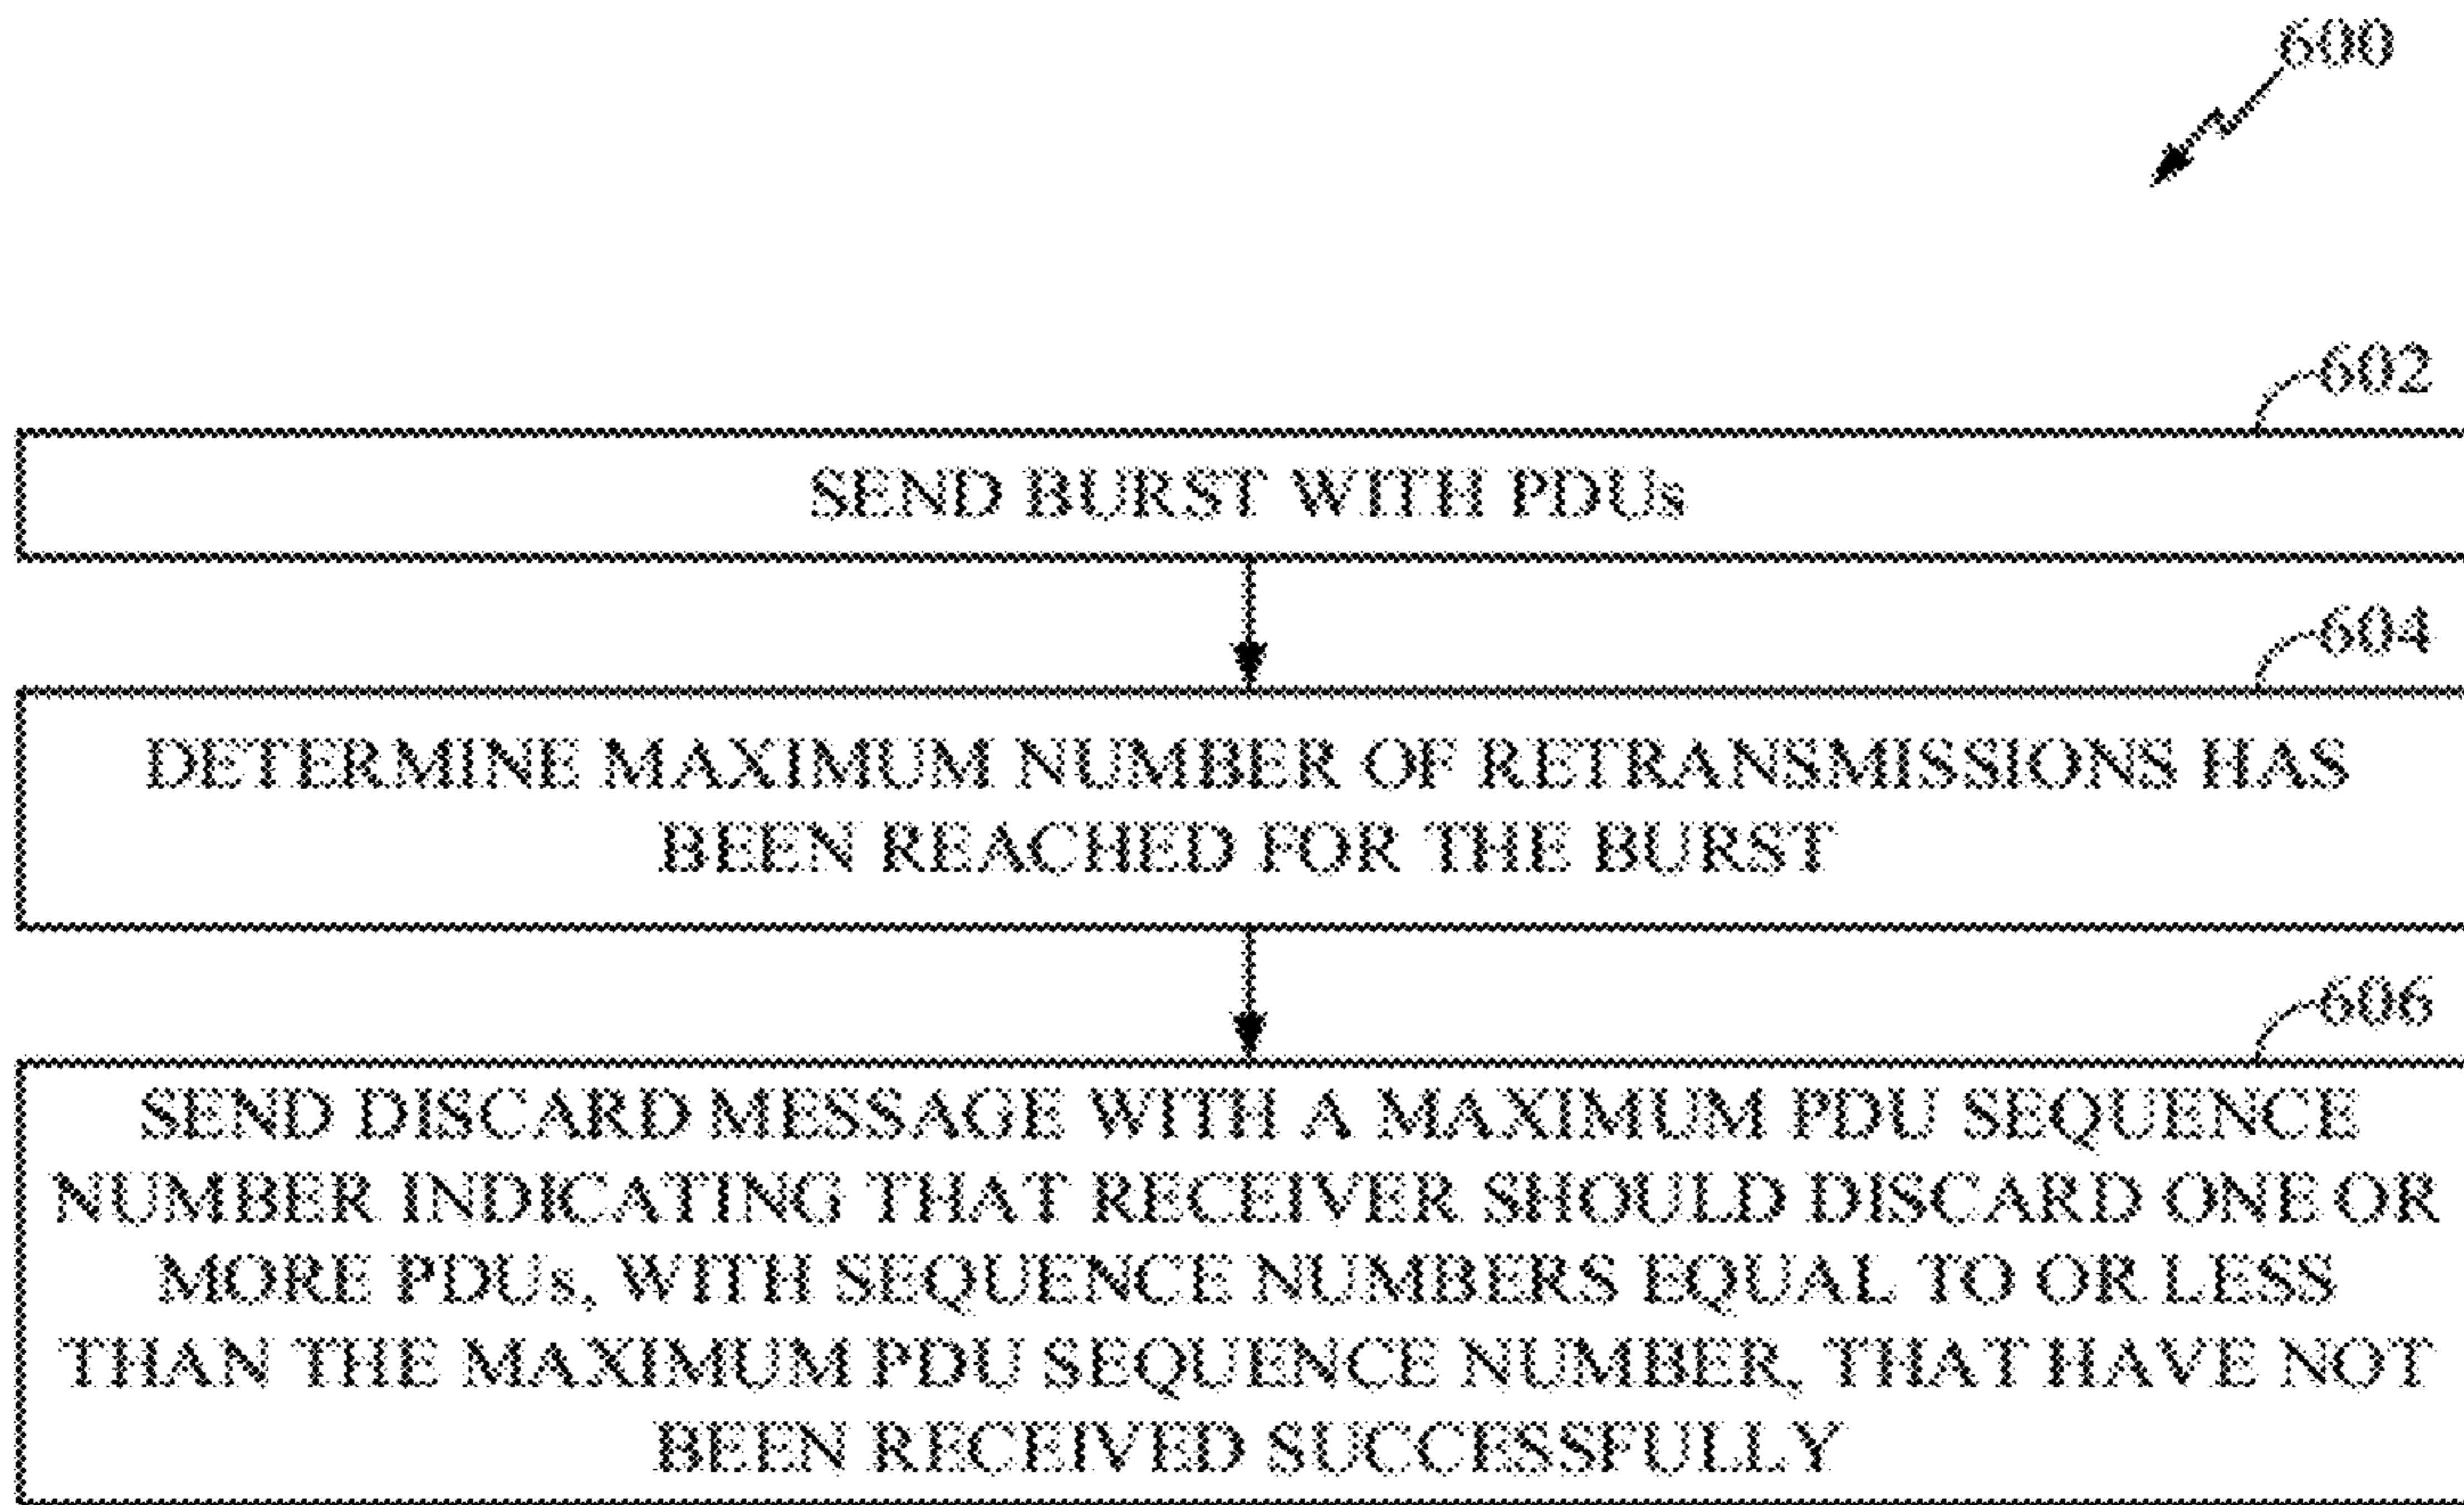 600
602
SEND BURST WITH PDUs
604
DETERMINE MAXIMUM NUMBER OF RETRANSMISSIONS HAS
BEEN REACHED FOR THE BURST
606
SEND DISCARD MESSAGE WITH A MAXIMUM PDU SEQUENCE
NUMBER INDICATING THAT RECEIVER SHOULD DISCARD ONE OR
MORE PDUs, WITH SEQUENCE NUMBERS EQUAL TO OR LESS
THAN THE MAXIMUM PDU SEQUENCE NUMBER, THAT HAVE NOT
BEEN RECEIVED SUCCESSFULLY